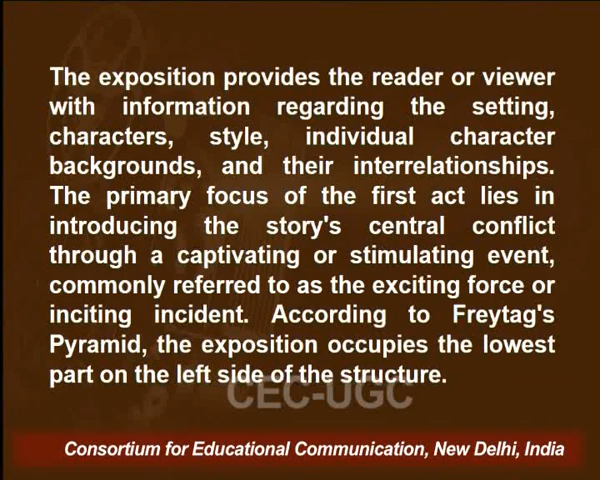 The exposition provides the reader or viewer
with information regarding the setting,
characters, style, individual character
backgrounds, and their interrelationships.
The primary focus of the first act lies in
introducing the story's central conflict
through a captivating or stimulating event,
commonly referred to as the exciting force or
inciting incident. According to Freytag's
Pyramid, the exposition occupies the lowest
part on the left side of the structure.
CEC-UGC
Consortium for Educational Communication, New Delhi, India